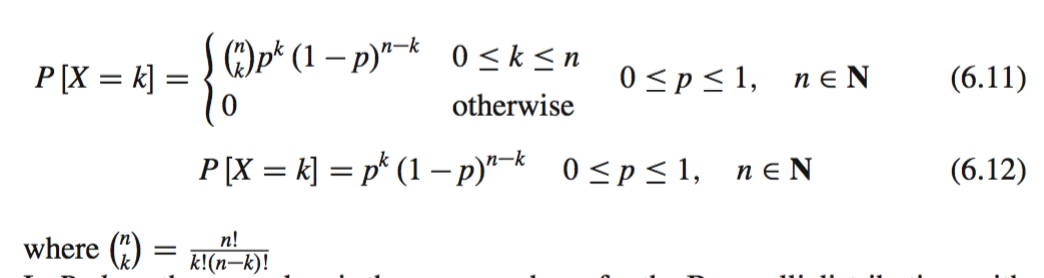 P[X = k] = { (n k) p^k (1 − p)^{n−k} 0 ≤ k ≤ n
0 otherwise
0 ≤ p ≤ 1, n ∈ N (6.11)
P[X = k] = p^k (1 − p)^{n−k} 0 ≤ p ≤ 1, n ∈ N (6.12)
where (n k) = n!/k!(n−k)!